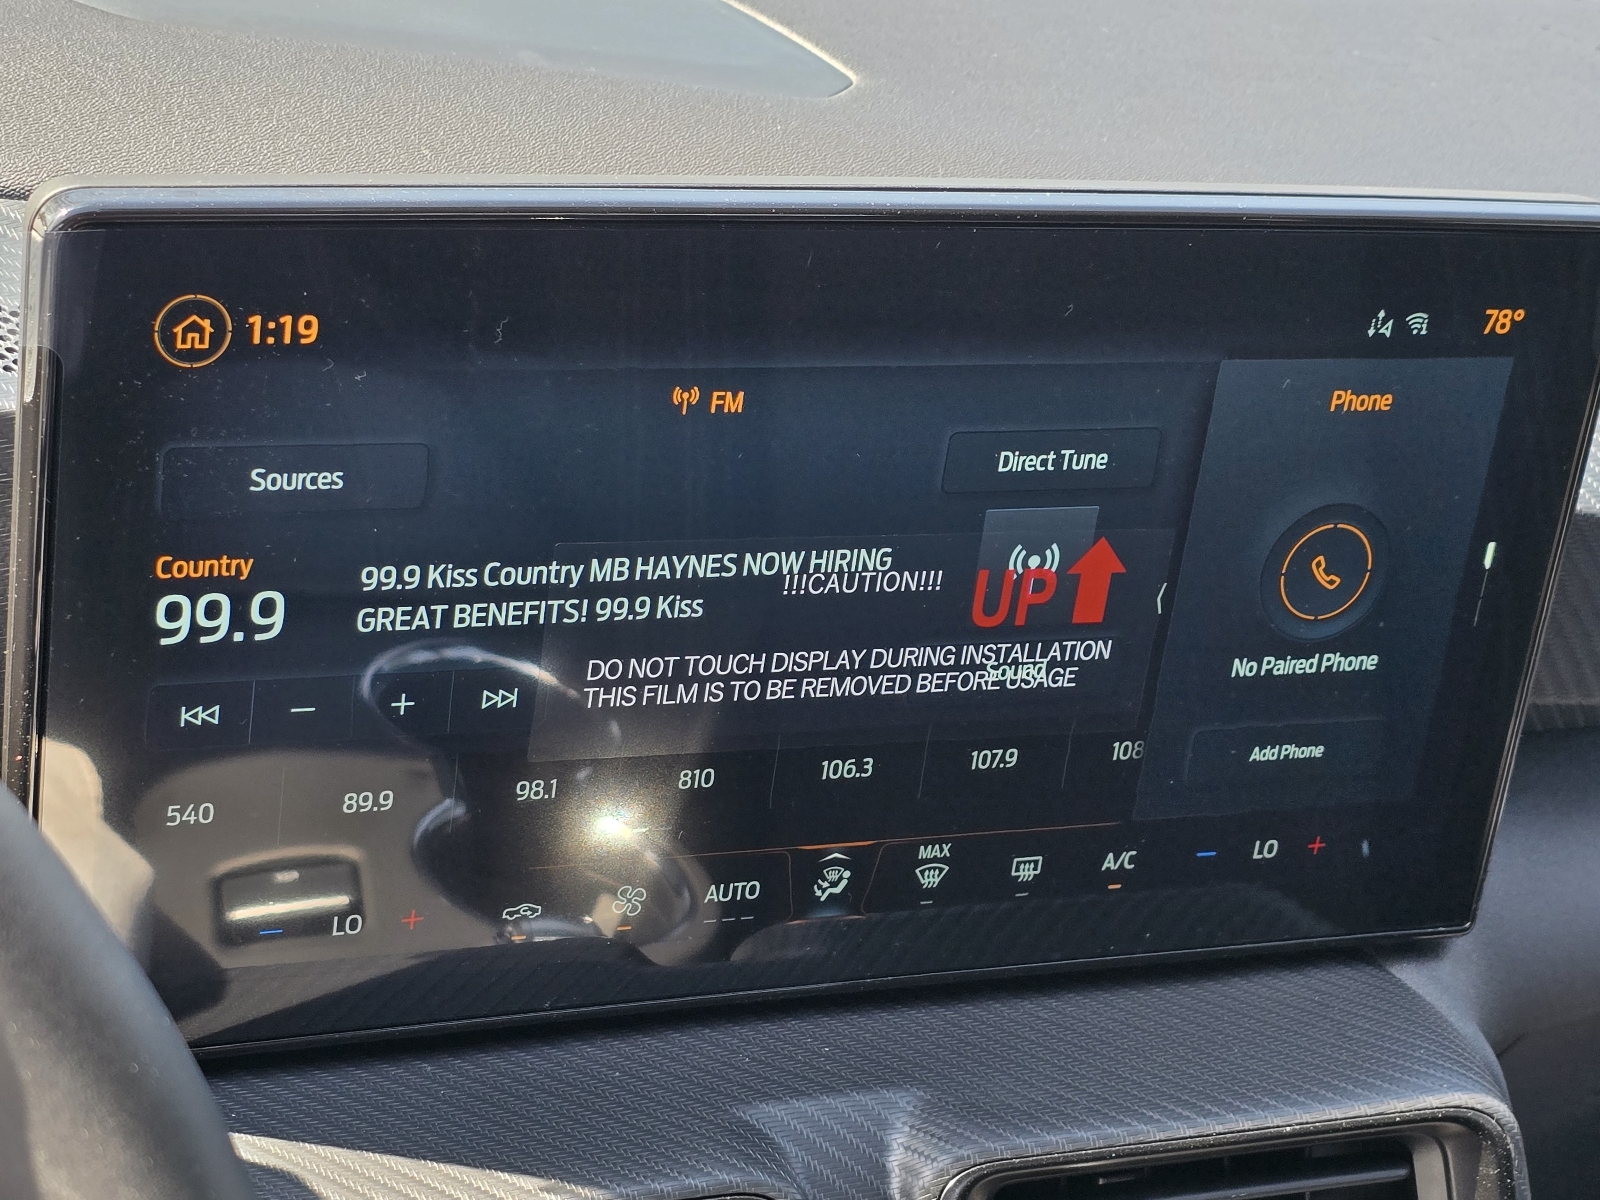 1:19
78°
FM
Phone
Sources
Direct Tune
Country
99.9
99.9 Kiss Country MB HAYNES NOW HIRING
GREAT BENEFITS! 99.9 Kiss
!!!CAUTION!!!
UP
DO NOT TOUCH DISPLAY DURING INSTALLATION
THIS FILM IS TO BE REMOVED BEFORE USAGE
Sound
No Paired Phone
Add Phone
540 89.9 98.1 810 106.3 107.9 108
LO
AUTO
MAX
A/C
LO